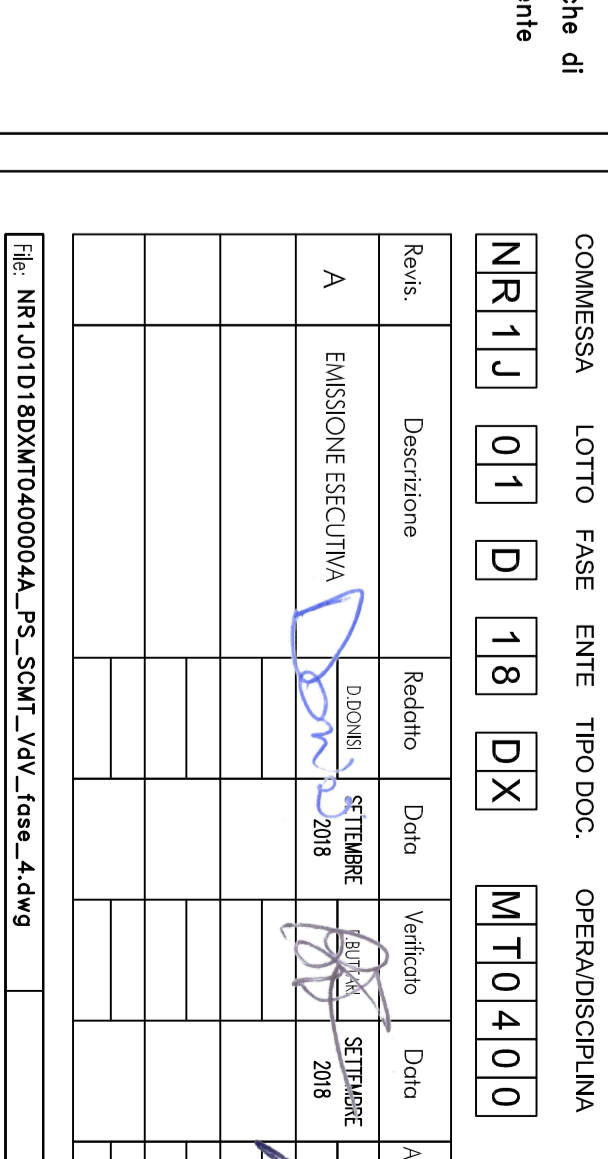 che di
nte
COMMESSA LOTTO FASE ENTE TIPO DOC. OPERA/DISCIPLINA
NR1J 01 D 18 DX MT0400
Revis. Descrizione Redatto Data Verificato Data A
A EMISSIONE ESECUTIVA D.DONISI SETTEMBRE 2018 SETTEMBRE 2018
File: NR1J01D18DXMT0400004A_PS_SCMT_VdV_fase_4.dwg